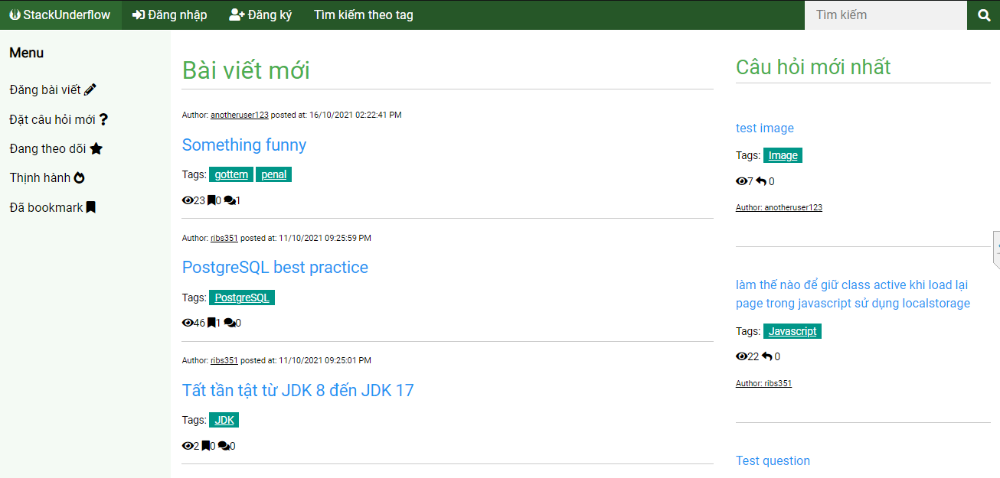 StackUnderflow Đăng nhập Đăng ký Tìm kiếm theo tag Tìm kiếm
Menu
Đăng bài viết
Đặt câu hỏi mới ?
Đang theo dõi
Thịnh hành
Đã bookmark
Bài viết mới
Author: anotheruser123 posted at: 16/10/2021 02:22:41 PM
Something funny
Tags: gottem penal
23 0 1
Author: ribs351 posted at: 11/10/2021 09:25:59 PM
PostgreSQL best practice
Tags: PostgreSQL
46 1 0
Author: ribs351 posted at: 11/10/2021 09:25:01 PM
Tất tần tật từ JDK 8 đến JDK 17
Tags: JDK
2 0 0
Câu hỏi mới nhất
test image
Tags: Image
7 0
Author: anotheruser123
làm thế nào để giữ class active khi load lại
page trong javascript sử dụng localstorage
Tags: Javascript
22 0
Author: ribs351
Test question